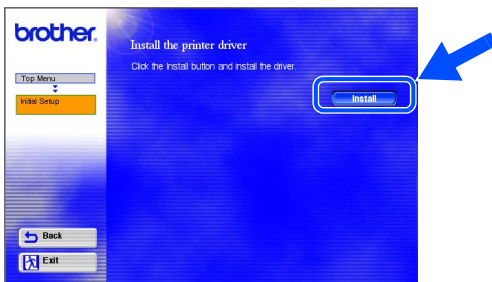 brother.
Install the printer driver
Click the Install button and install the driver.
Top Menu
Initial Setup
Install
Back
Exit